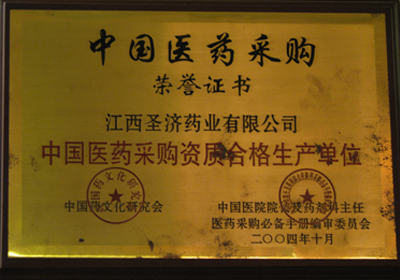 中国医药采购
荣誉证书
江西圣济药业有限公司
中国医药采购资质合格生产单位
中国药文化研究会
中国医院院长及药剂科主任
医药采购必备手册编审委员会
二〇〇四年十月